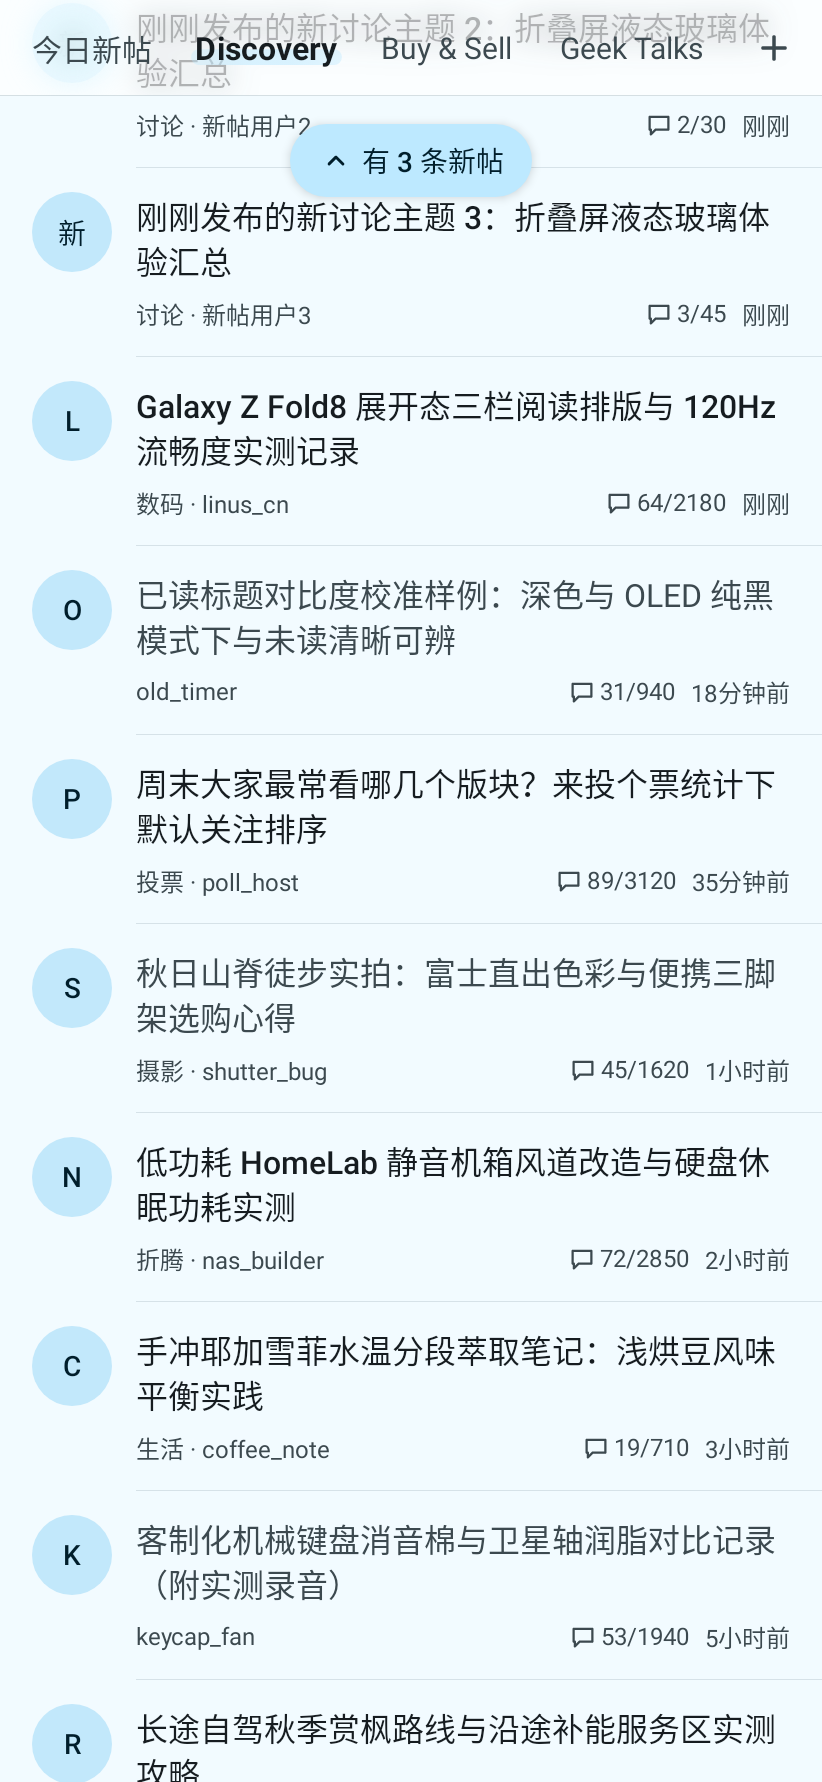 今日新帖 Discovery Buy & Sell Geek Talks
刚刚发布的新讨论主题 2：折叠屏液态玻璃体
验汇总
讨论 · 新帖用户2 2/30 刚刚
有 3 条新帖
新
刚刚发布的新讨论主题 3：折叠屏液态玻璃体
验汇总
讨论 · 新帖用户3 3/45 刚刚
L
Galaxy Z Fold8 展开态三栏阅读排版与 120Hz
流畅度实测记录
数码 · linus_cn 64/2180 刚刚
O
已读标题对比度校准样例：深色与 OLED 纯黑
模式下与未读清晰可辨
old_timer 31/940 18分钟前
P
周末大家最常看哪几个版块？来投个票统计下
默认关注排序
投票 · poll_host 89/3120 35分钟前
S
秋日山脊徒步实拍：富士直出色彩与便携三脚
架选购心得
摄影 · shutter_bug 45/1620 1小时前
N
低功耗 HomeLab 静音机箱风道改造与硬盘休
眠功耗实测
折腾 · nas_builder 72/2850 2小时前
C
手冲耶加雪菲水温分段萃取笔记：浅烘豆风味
平衡实践
生活 · coffee_note 19/710 3小时前
K
客制化机械键盘消音棉与卫星轴润脂对比记录
（附实测录音）
keycap_fan 53/1940 5小时前
R
长途自驾秋季赏枫路线与沿途补能服务区实测
攻略